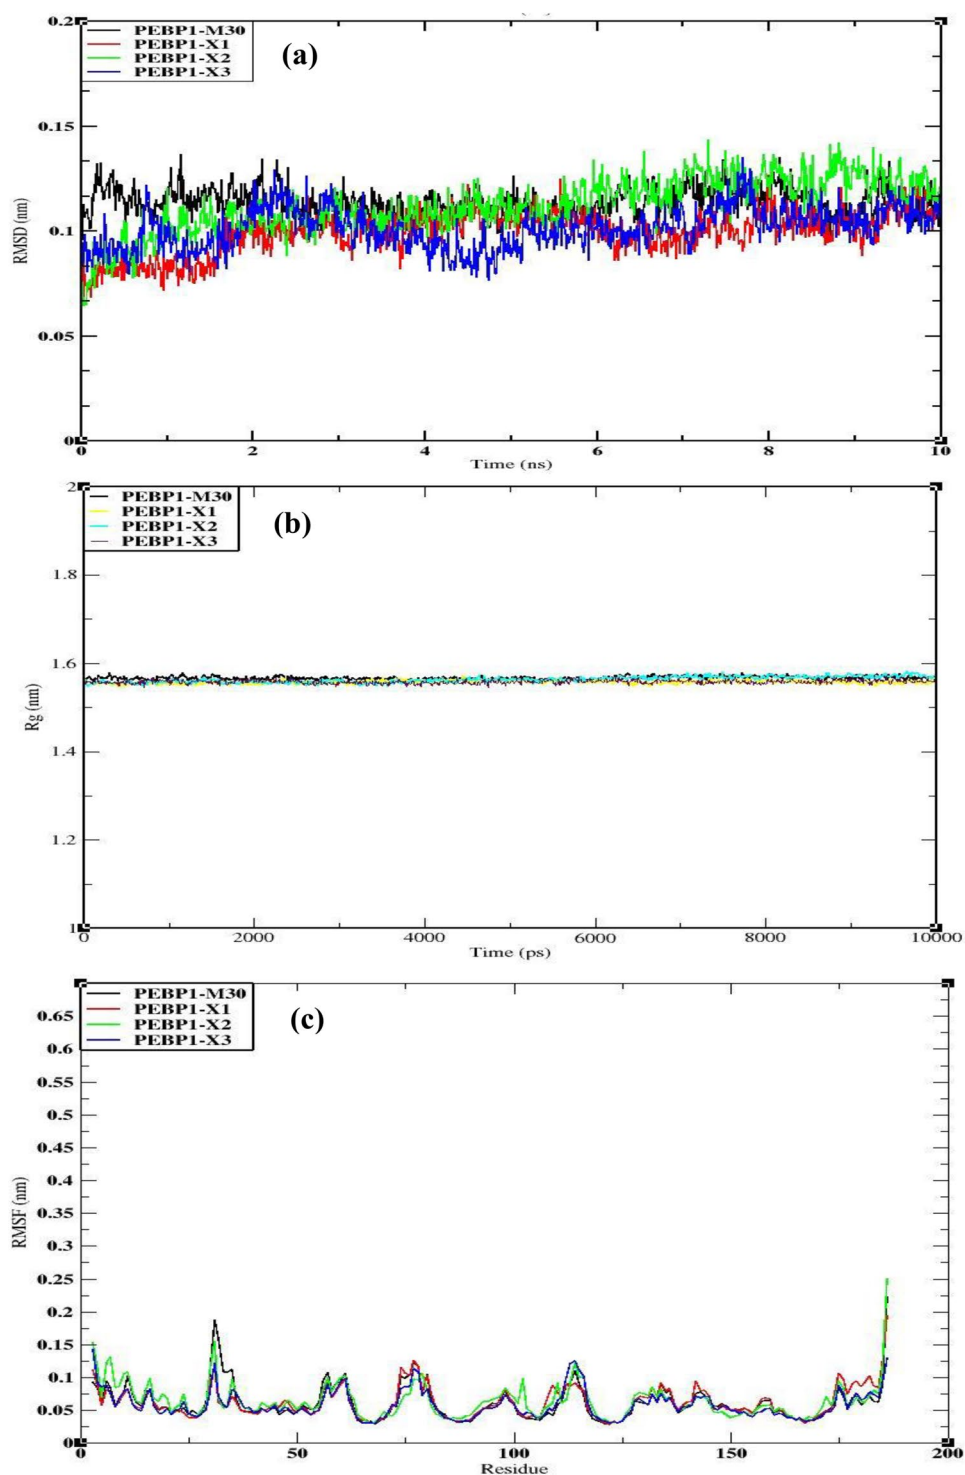 0.2
PEBP1-M30
PEBP1-X1
PEBP1-X2
PEBP1-X3
(a)
0.15
0.1
0.05
0
RMSD (nm)
0 2 4 6 8 10
Time (ns)
2
PEBP1-M30
PEBP1-X1
PEBP1-X2
PEBP1-X3
(b)
1.8
1.6
1.4
1.2
1
Rg (nm)
0 2000 4000 6000 8000 10000
Time (ps)
PEBP1-M30
PEBP1-X1
PEBP1-X2
PEBP1-X3
(c)
0.65
0.6
0.55
0.5
0.45
0.4
0.35
0.3
0.25
0.2
0.15
0.1
0.05
0
RMSF (nm)
0 50 100 150 200
Residue